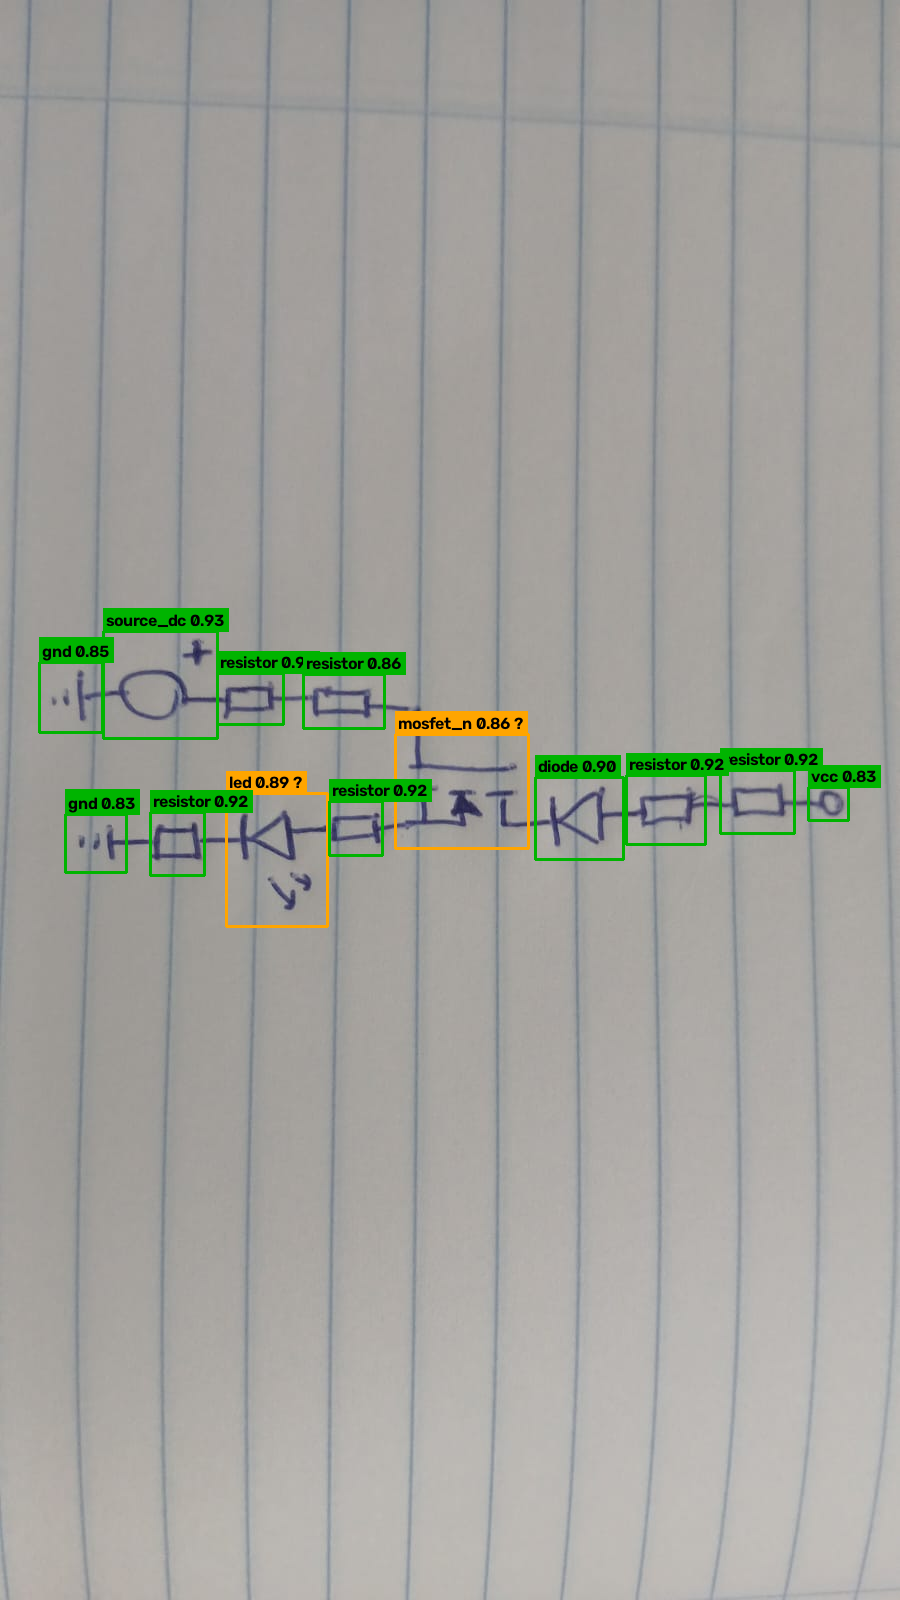 source_dc 0.93
gnd 0.85
resistor 0.9
resistor 0.86
+
mosfet_n 0.86 ?
diode 0.90
resistor 0.92
esistor 0.92
vcc 0.83
led 0.89 ?
resistor 0.92
gnd 0.83
resistor 0.92